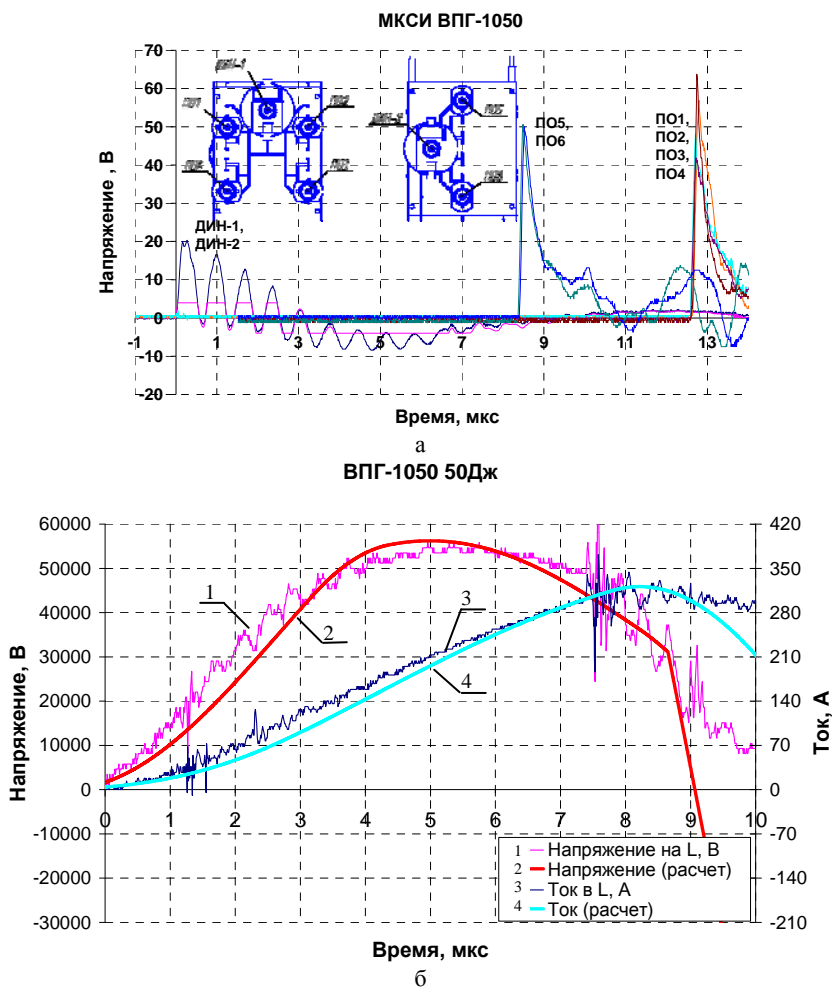 МКСИ ВПГ-1050
70
60
50
40
30
20
10
0
-10
-20
Напряжение , В
ДИН-1
ДИН-1,
ДИН-2
ПО5,
ПО6
ПО1,
ПО2,
ПО3,
ПО4
-1 1 3 5 7 9 11 13
Время, мкс
а
ВПГ-1050 50Дж
60000
50000
40000
30000
20000
10000
0
-10000
-20000
-30000
Напряжение, В
420
350
280
210
140
70
0
-70
-140
-210
Ток, А
1
2
3
4
0 1 2 3 4 5 6 7 8 9 10
1 Напряжение на L, В
2 Напряжение (расчет)
3 Ток в L, А
4 Ток (расчет)
Время, мкс
б